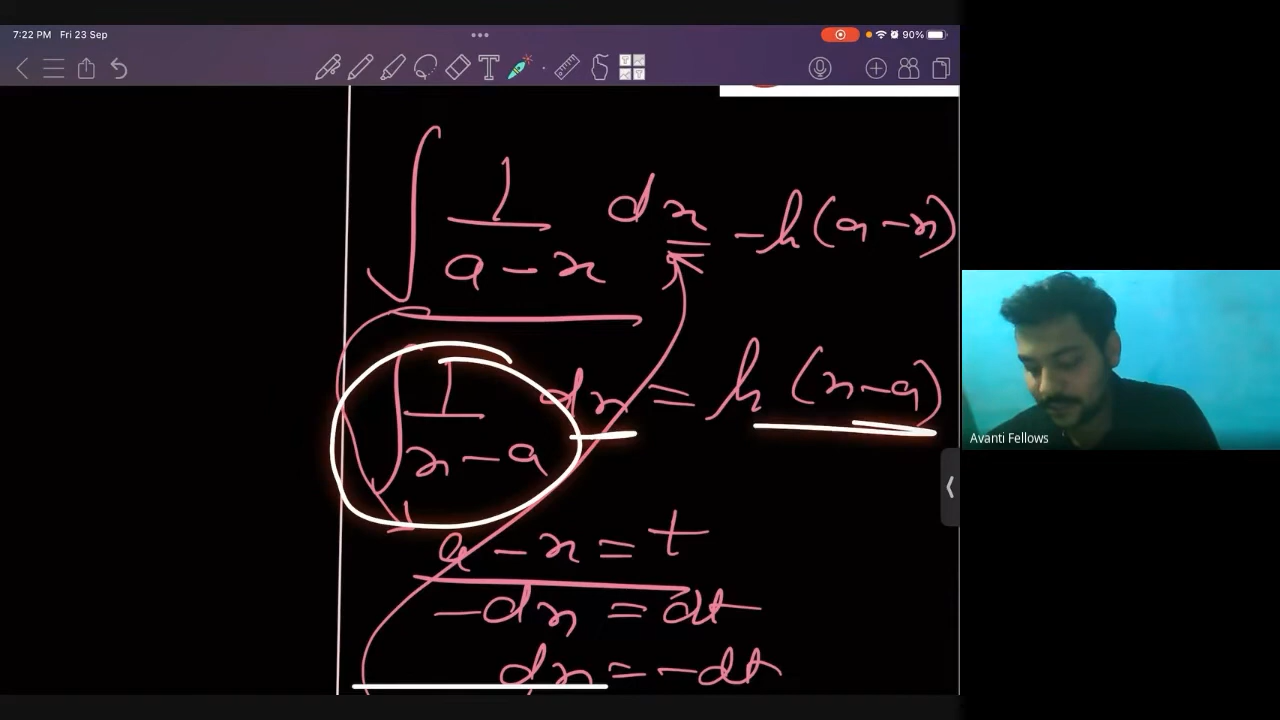 7:22 PM Fri 23 Sep
90%
∫ 1/(a-x) dx = -ln(a-x)
∫ 1/(x-a) dx = ln(x-a)
a-x = t
-dx = dt
dx = -dt
Avanti Fellows